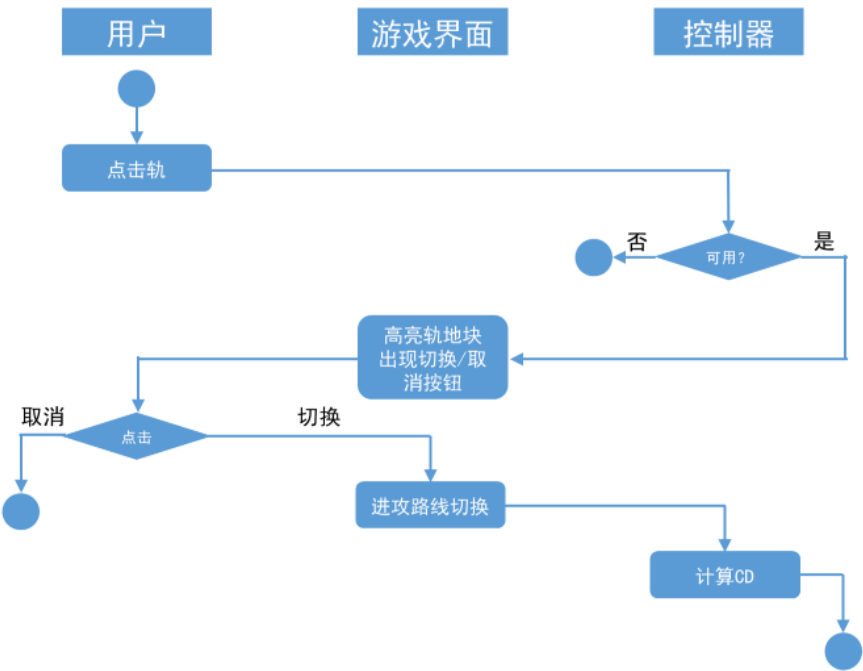 用户
游戏界面
控制器
点击轨
否
可用？
是
高亮轨地块
出现切换/取
消按钮
取消
点击
切换
进攻路线切换
计算CD